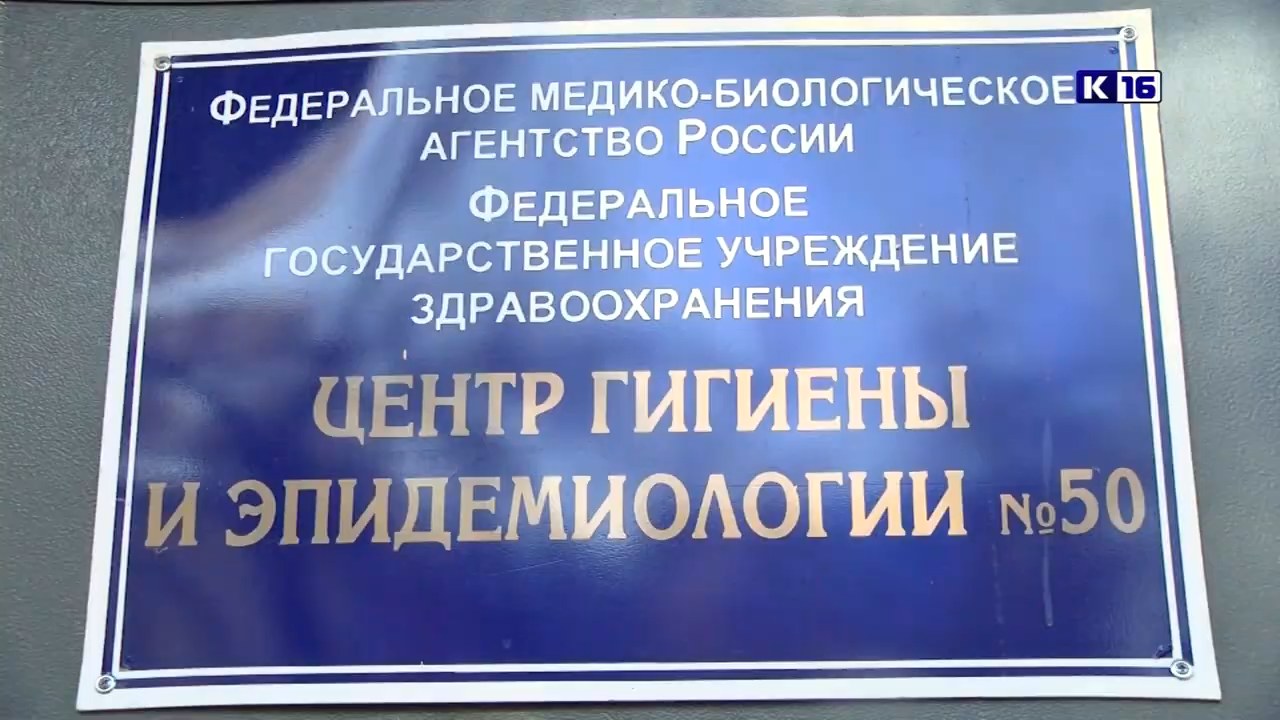 ФЕДЕРАЛЬНОЕ МЕДИКО-БИОЛОГИЧЕСКОЕ
К 16
АГЕНТСТВО РОССИИ
ФЕДЕРАЛЬНОЕ
ГОСУДАРСТВЕННОЕ УЧРЕЖДЕНИЕ
ЗДРАВООХРАНЕНИЯ
ЦЕНТР ГИГИЕНЫ
И ЭПИДЕМИОЛОГИИ №50